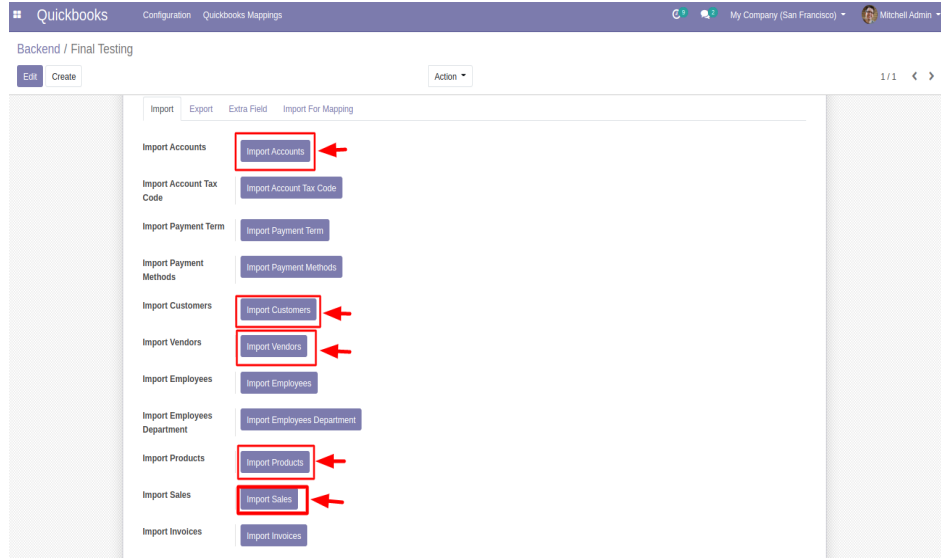 Quickbooks Configuration Quickbooks Mappings 9 2 My Company (San Francisco) Mitchell Admin
Backend / Final Testing
Edit Create Action 1 / 1
Import Export Extra Field Import For Mapping
Import Accounts Import Accounts
Import Account Tax Import Account Tax Code
Code
Import Payment Term Import Payment Term
Import Payment Import Payment Methods
Methods
Import Customers Import Customers
Import Vendors Import Vendors
Import Employees Import Employees
Import Employees Import Employees Department
Department
Import Products Import Products
Import Sales Import Sales
Import Invoices Import Invoices